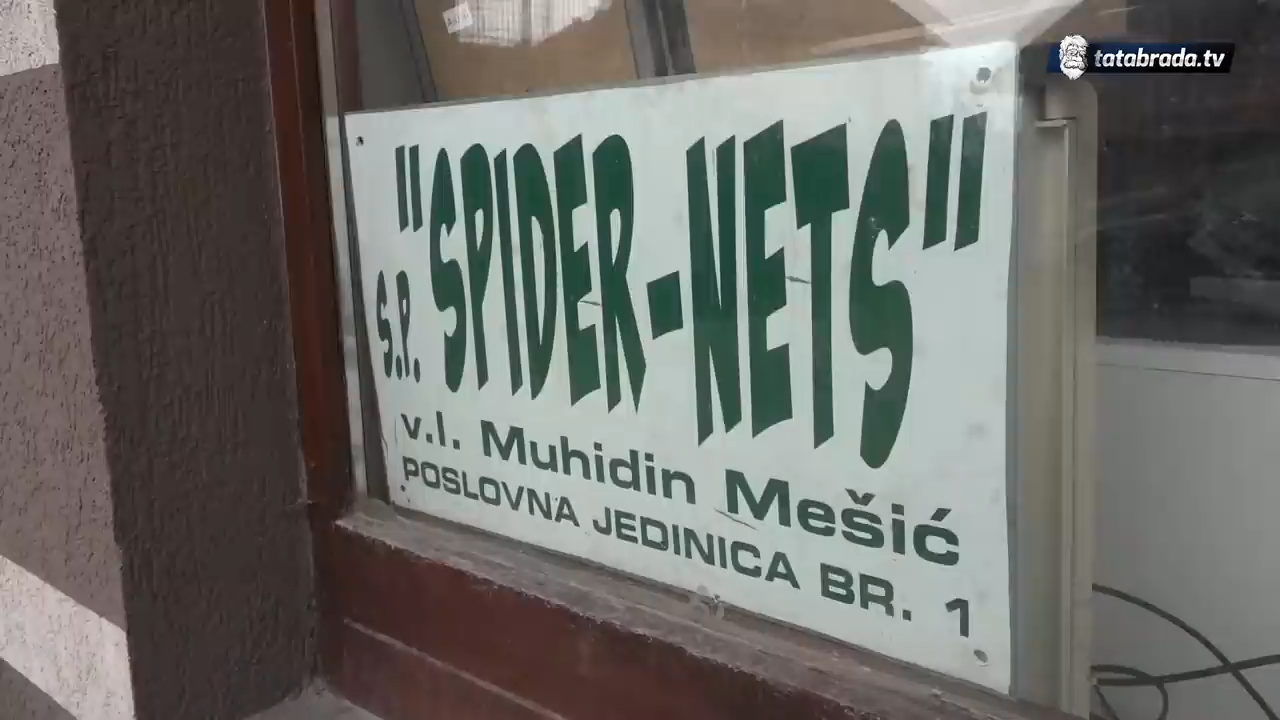 tatabrada.tv
S.P. "SPIDER-NETS"
v.l. Muhidin Mešić
POSLOVNA JEDINICA BR. 1